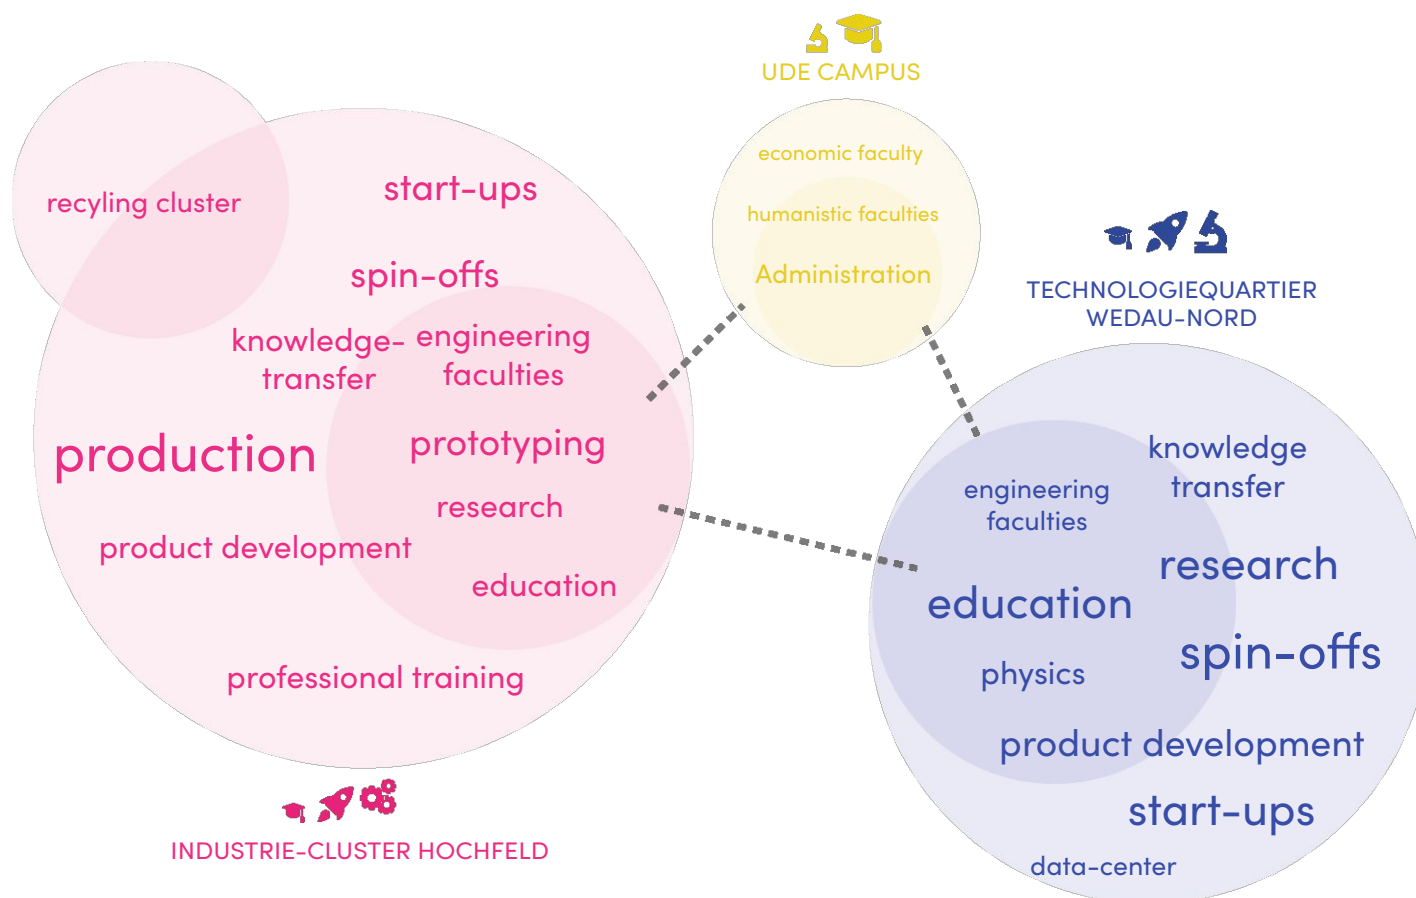 UDE CAMPUS
economic faculty
humanistic faculties
Administration
recyling cluster
start-ups
spin-offs
knowledge-
transfer
engineering
faculties
production
prototyping
research
product development
education
professional training
INDUSTRIE-CLUSTER HOCHFELD
TECHNOLOGIEQUARTIER
WEDAU-NORD
knowledge
transfer
engineering
faculties
research
education
spin-offs
physics
product development
start-ups
data-center